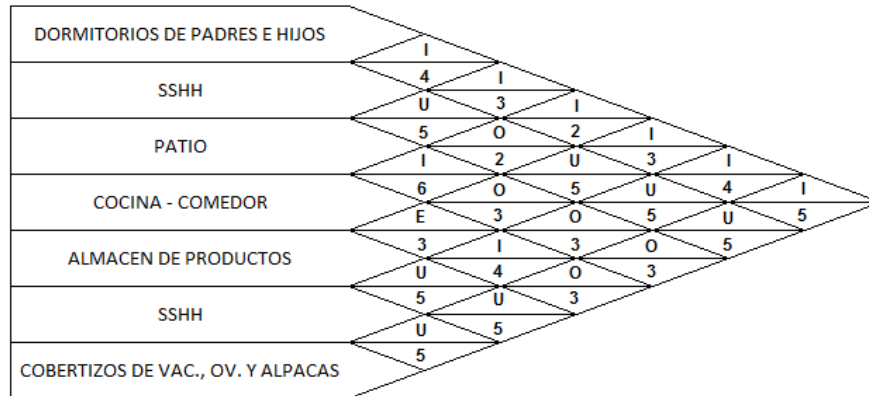 DORMITORIOS DE PADRES E HIJOS
I
4 I
SSHH
U 3 I
5 O 2 I
PATIO
I 2 U 3 I
6 O 5 U 4 I
COCINA - COMEDOR
E 3 O 5 U 5
3 I 3 O 5
ALMACEN DE PRODUCTOS
U 4 O 3
5 U 3
SSHH
U 5
5
COBERTIZOS DE VAC., OV. Y ALPACAS